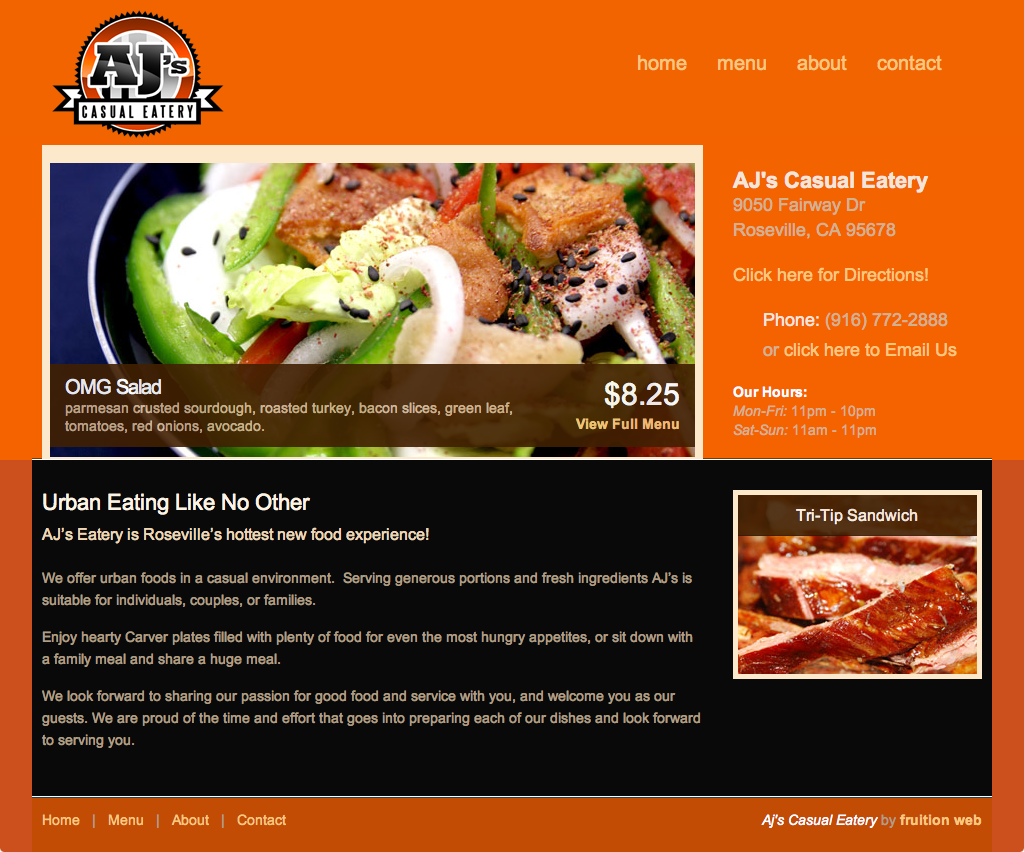 AJ's
CASUAL EATERY
home menu about contact
OMG Salad
parmesan crusted sourdough, roasted turkey, bacon slices, green leaf,
tomatoes, red onions, avocado.
$8.25
View Full Menu
AJ's Casual Eatery
9050 Fairway Dr
Roseville, CA 95678
Click here for Directions!
Phone: (916) 772-2888
or click here to Email Us
Our Hours:
Mon-Fri: 11pm - 10pm
Sat-Sun: 11am - 11pm
Urban Eating Like No Other
AJ's Eatery is Roseville's hottest new food experience!
We offer urban foods in a casual environment.  Serving generous portions and fresh ingredients AJ's is
suitable for individuals, couples, or families.
Enjoy hearty Carver plates filled with plenty of food for even the most hungry appetites, or sit down with
a family meal and share a huge meal.
We look forward to sharing our passion for good food and service with you, and welcome you as our
guests. We are proud of the time and effort that goes into preparing each of our dishes and look forward
to serving you.
Tri-Tip Sandwich
Home | Menu | About | Contact
Aj's Casual Eatery by fruition web